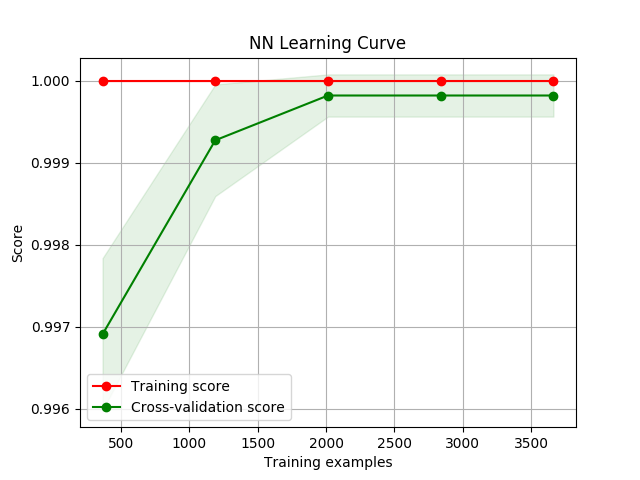 NN Learning Curve
Score
1.000
0.999
0.998
0.997
0.996
Training score
Cross-validation score
500 1000 1500 2000 2500 3000 3500
Training examples